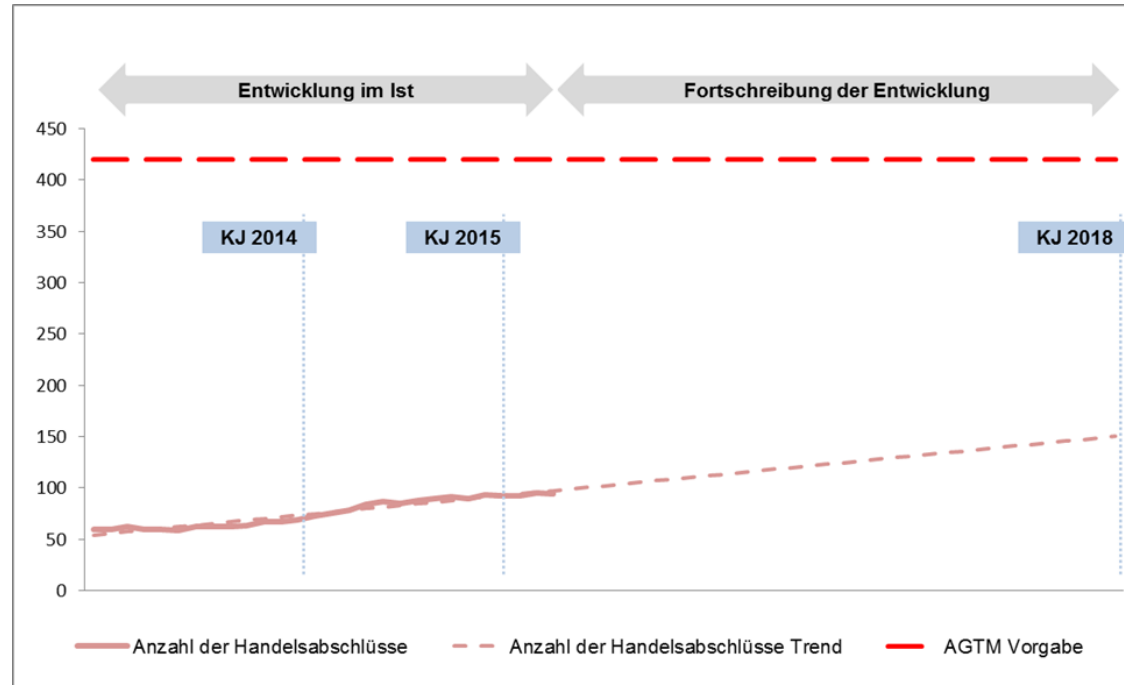 Entwicklung im Ist
Fortschreibung der Entwicklung
450
400
350
300
250
200
150
100
50
0
KJ 2014
KJ 2015
KJ 2018
Anzahl der Handelsabschlüsse
Anzahl der Handelsabschlüsse Trend
AGTM Vorgabe